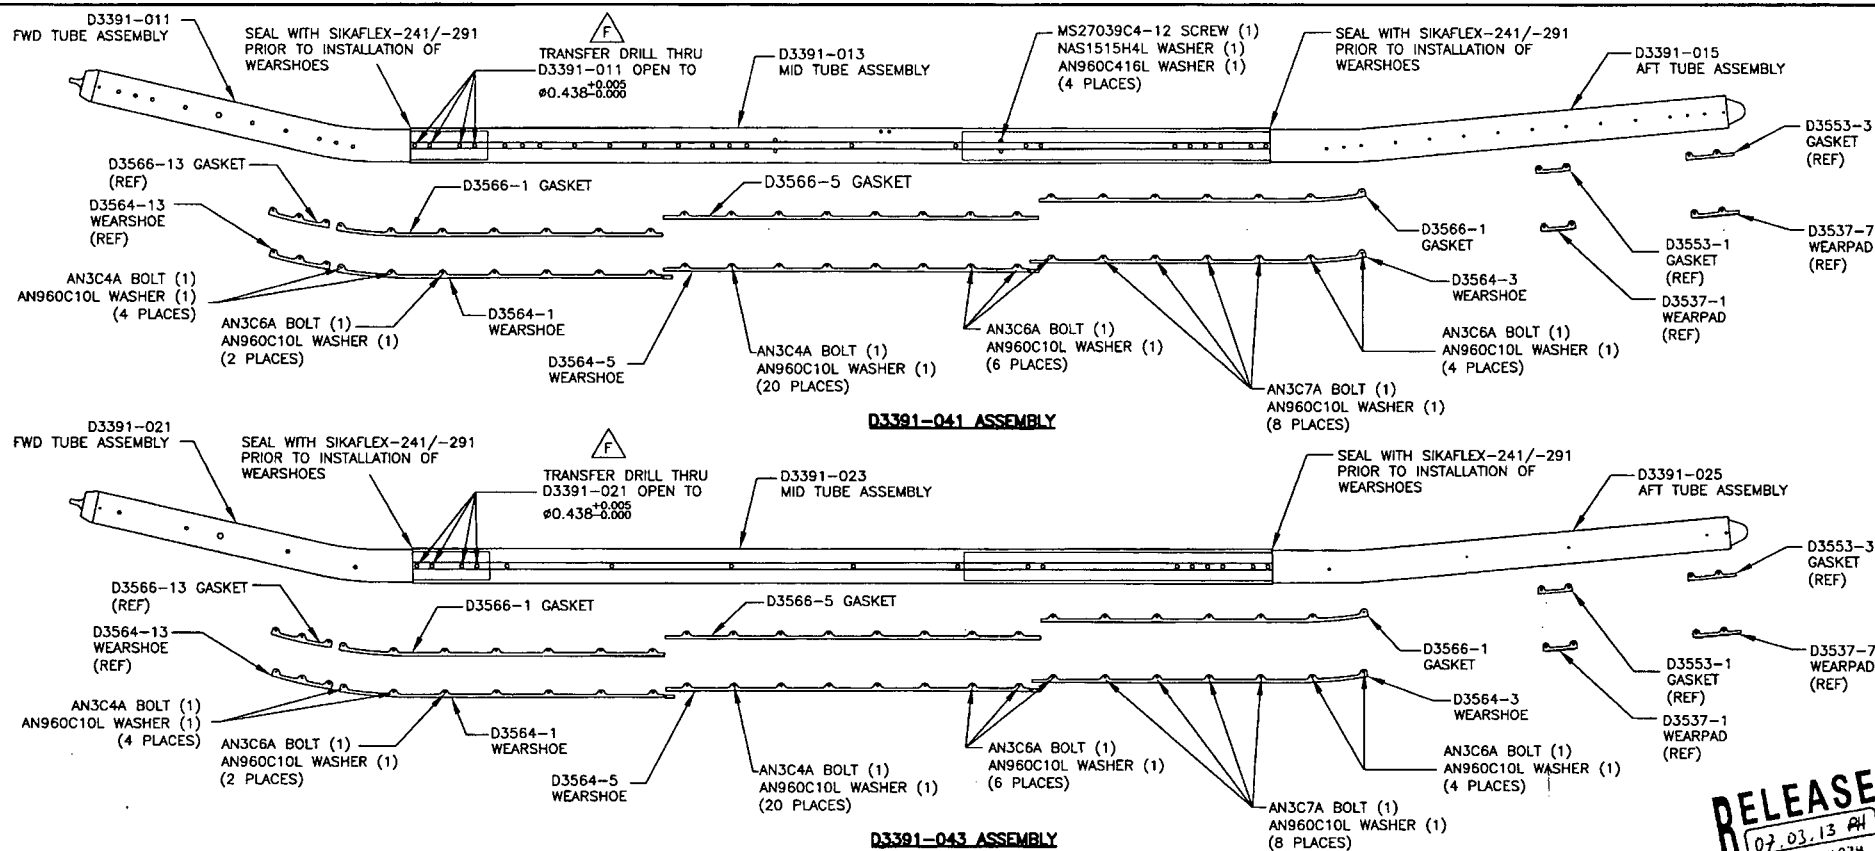 D3391-011
FWD TUBE ASSEMBLY
SEAL WITH SIKAFLEX-241/-291
PRIOR TO INSTALLATION OF
WEARSHOES
F
TRANSFER DRILL THRU
D3391-011 OPEN TO
ø0.438+0.005-0.000
D3391-013
MID TUBE ASSEMBLY
MS27039C4-12 SCREW (1)
NAS1515H4L WASHER (1)
AN960C416L WASHER (1)
(4 PLACES)
SEAL WITH SIKAFLEX-241/-291
PRIOR TO INSTALLATION OF
WEARSHOES
D3391-015
AFT TUBE ASSEMBLY
D3553-3
GASKET
(REF)
D3566-13 GASKET
(REF)
D3566-1 GASKET
D3566-5 GASKET
D3564-13
WEARSHOE
(REF)
D3566-1
GASKET
D3553-1
GASKET
(REF)
D3537-7
WEARPAD
(REF)
AN3C4A BOLT (1)
AN960C10L WASHER (1)
(4 PLACES)
AN3C6A BOLT (1)
AN960C10L WASHER (1)
(2 PLACES)
D3564-1
WEARSHOE
D3564-5
WEARSHOE
AN3C4A BOLT (1)
AN960C10L WASHER (1)
(20 PLACES)
AN3C6A BOLT (1)
AN960C10L WASHER (1)
(6 PLACES)
D3564-3
WEARSHOE
D3537-1
WEARPAD
(REF)
AN3C6A BOLT (1)
AN960C10L WASHER (1)
(4 PLACES)
AN3C7A BOLT (1)
AN960C10L WASHER (1)
(8 PLACES)
D3391-041 ASSEMBLY
D3391-021
FWD TUBE ASSEMBLY
SEAL WITH SIKAFLEX-241/-291
PRIOR TO INSTALLATION OF
WEARSHOES
F
TRANSFER DRILL THRU
D3391-021 OPEN TO
ø0.438+0.005-0.000
D3391-023
MID TUBE ASSEMBLY
SEAL WITH SIKAFLEX-241/-291
PRIOR TO INSTALLATION OF
WEARSHOES
D3391-025
AFT TUBE ASSEMBLY
D3553-3
GASKET
(REF)
D3566-13 GASKET
(REF)
D3566-1 GASKET
D3566-5 GASKET
D3564-13
WEARSHOE
(REF)
D3566-1
GASKET
D3553-1
GASKET
(REF)
D3537-7
WEARPAD
(REF)
AN3C4A BOLT (1)
AN960C10L WASHER (1)
(4 PLACES)
AN3C6A BOLT (1)
AN960C10L WASHER (1)
(2 PLACES)
D3564-1
WEARSHOE
D3564-5
WEARSHOE
AN3C4A BOLT (1)
AN960C10L WASHER (1)
(20 PLACES)
AN3C6A BOLT (1)
AN960C10L WASHER (1)
(6 PLACES)
D3564-3
WEARSHOE
D3537-1
WEARPAD
(REF)
AN3C6A BOLT (1)
AN960C10L WASHER (1)
(4 PLACES)
AN3C7A BOLT (1)
AN960C10L WASHER (1)
(8 PLACES)
D3391-043 ASSEMBLY
RELEASE
07.03.13